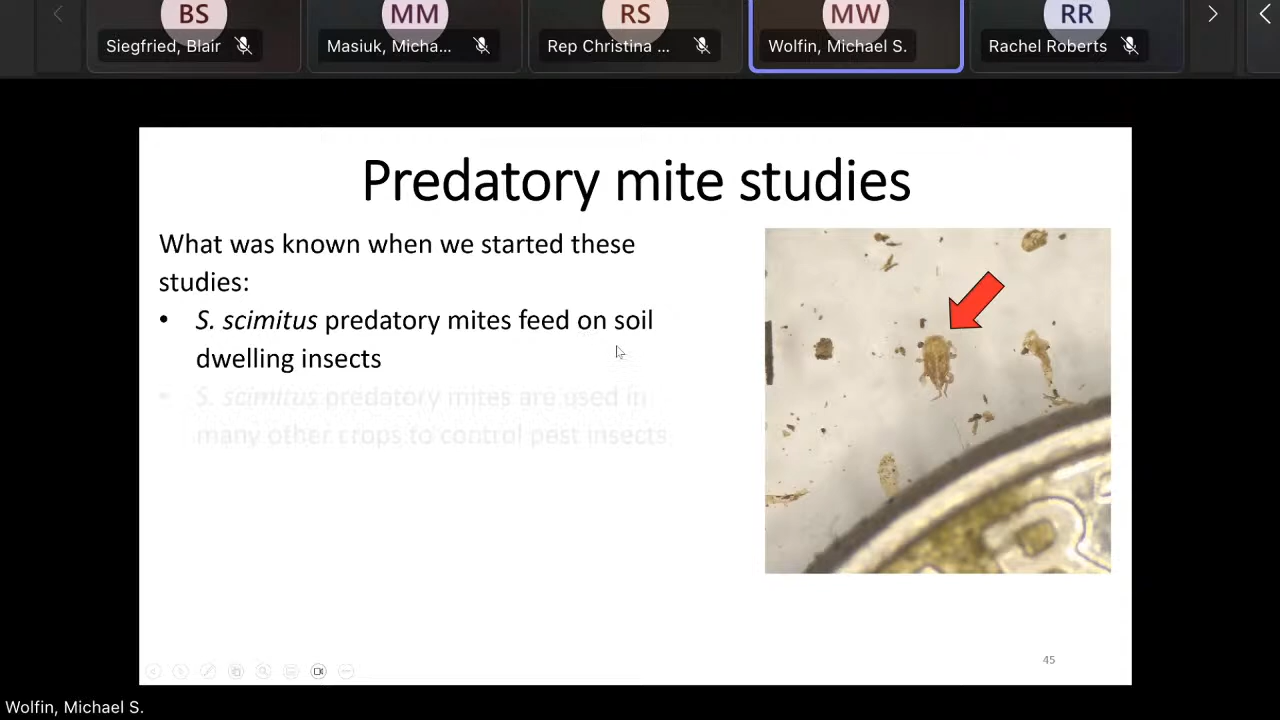 BS
MM
RS
MW
RR
Siegfried, Blair
Masiuk, Micha...
Rep Christina ...
Wolfin, Michael S.
Rachel Roberts
Predatory mite studies
What was known when we started these
studies:
• S. scimitus predatory mites feed on soil
dwelling insects
• S. scimitus predatory mites are used in
many other crops to control pest insects
45
Wolfin, Michael S.